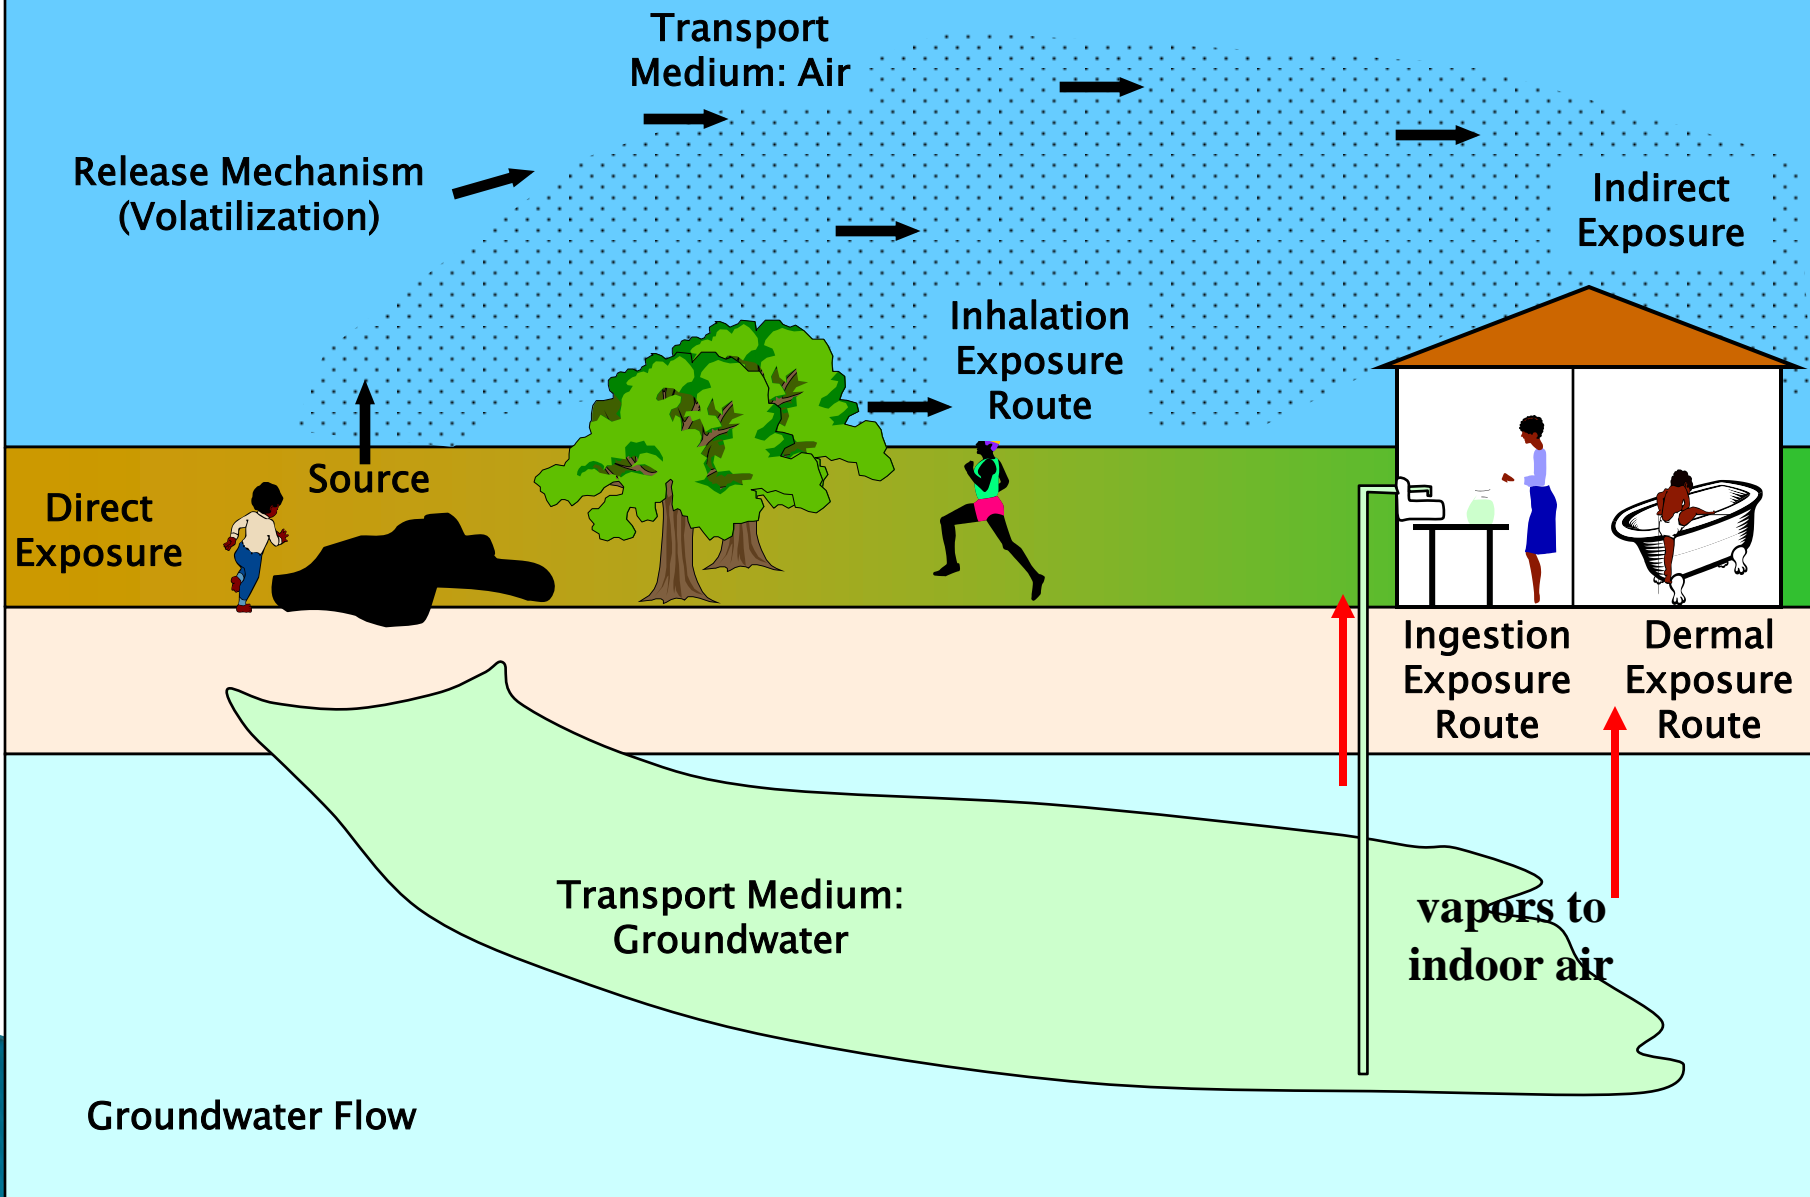 Transport
Medium: Air
Release Mechanism
(Volatilization)
Indirect
Exposure
Inhalation
Exposure
Route
Source
Direct
Exposure
Ingestion
Exposure
Route
Dermal
Exposure
Route
Transport Medium:
Groundwater
vapors to
indoor air
Groundwater Flow